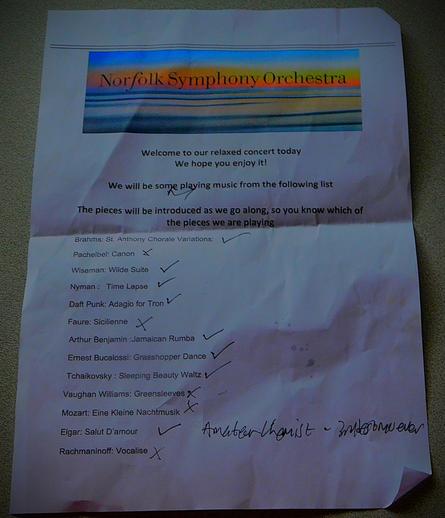 Norfolk Symphony Orchestra
Welcome to our relaxed concert today
We hope you enjoy it!
We will be some playing music from the following list
The pieces will be introduced as we go along, so you know which of
the pieces we are playing
Brahms: St. Anthony Chorale Variations: ✓
Pachelbel: Canon ✗
Wiseman: Wilde Suite ✓
Nyman : Time Lapse ✓
Daft Punk: Adagio for Tron ✓
Faure: Sicilienne ✗
Arthur Benjamin :Jamaican Rumba ✓
Ernest Bucalossi: Grasshopper Dance ✓
Tchaikovsky : Sleeping Beauty Waltz ✓
Vaughan Williams: Greensleeves ✗
Mozart: Eine Kleine Nachtmusik ✗
Elgar: Salut D'amour ✓ Amateur Chemist -
Rachmaninoff: Vocalise ✗